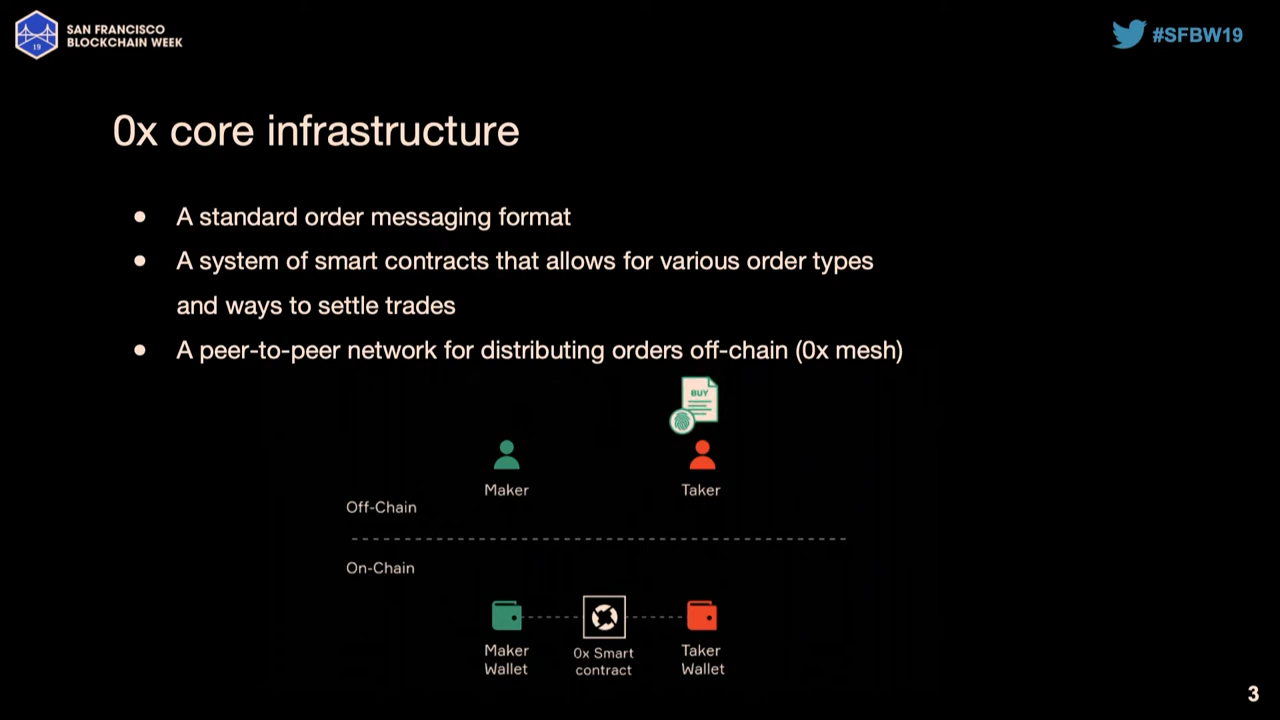 SAN FRANCISCO
BLOCKCHAIN WEEK
19
#SFBW19
0x core infrastructure
● A standard order messaging format
● A system of smart contracts that allows for various order types
and ways to settle trades
● A peer-to-peer network for distributing orders off-chain (0x mesh)
BUY
Maker
Taker
Off-Chain
On-Chain
Maker
Wallet
0x Smart
contract
Taker
Wallet
3